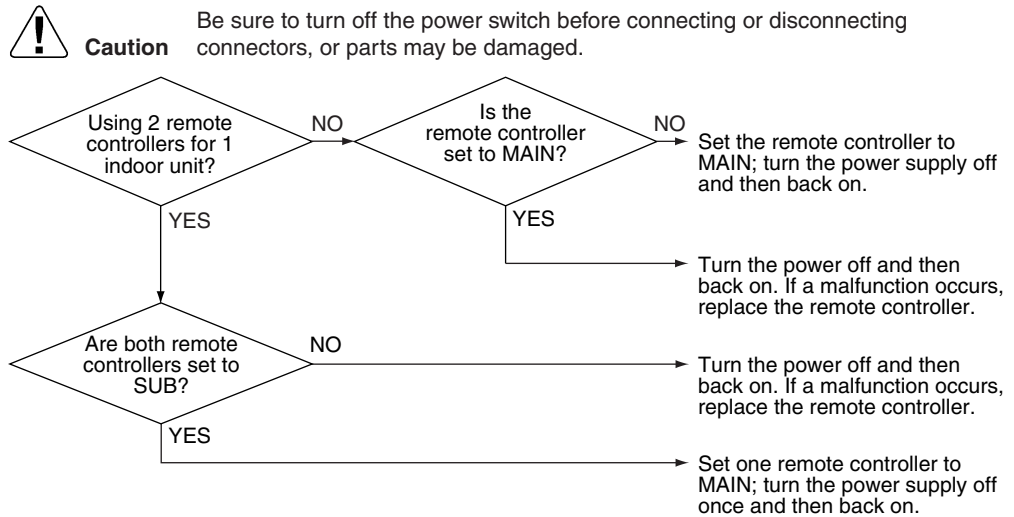 Be sure to turn off the power switch before connecting or disconnecting
Caution connectors, or parts may be damaged.
Using 2 remote
controllers for 1
indoor unit?
NO
Is the
remote controller
set to MAIN?
NO
Set the remote controller to
MAIN; turn the power supply off
and then back on.
YES
YES
Turn the power off and then
back on. If a malfunction occurs,
replace the remote controller.
Are both remote
controllers set to
SUB?
NO
Turn the power off and then
back on. If a malfunction occurs,
replace the remote controller.
YES
Set one remote controller to
MAIN; turn the power supply off
once and then back on.